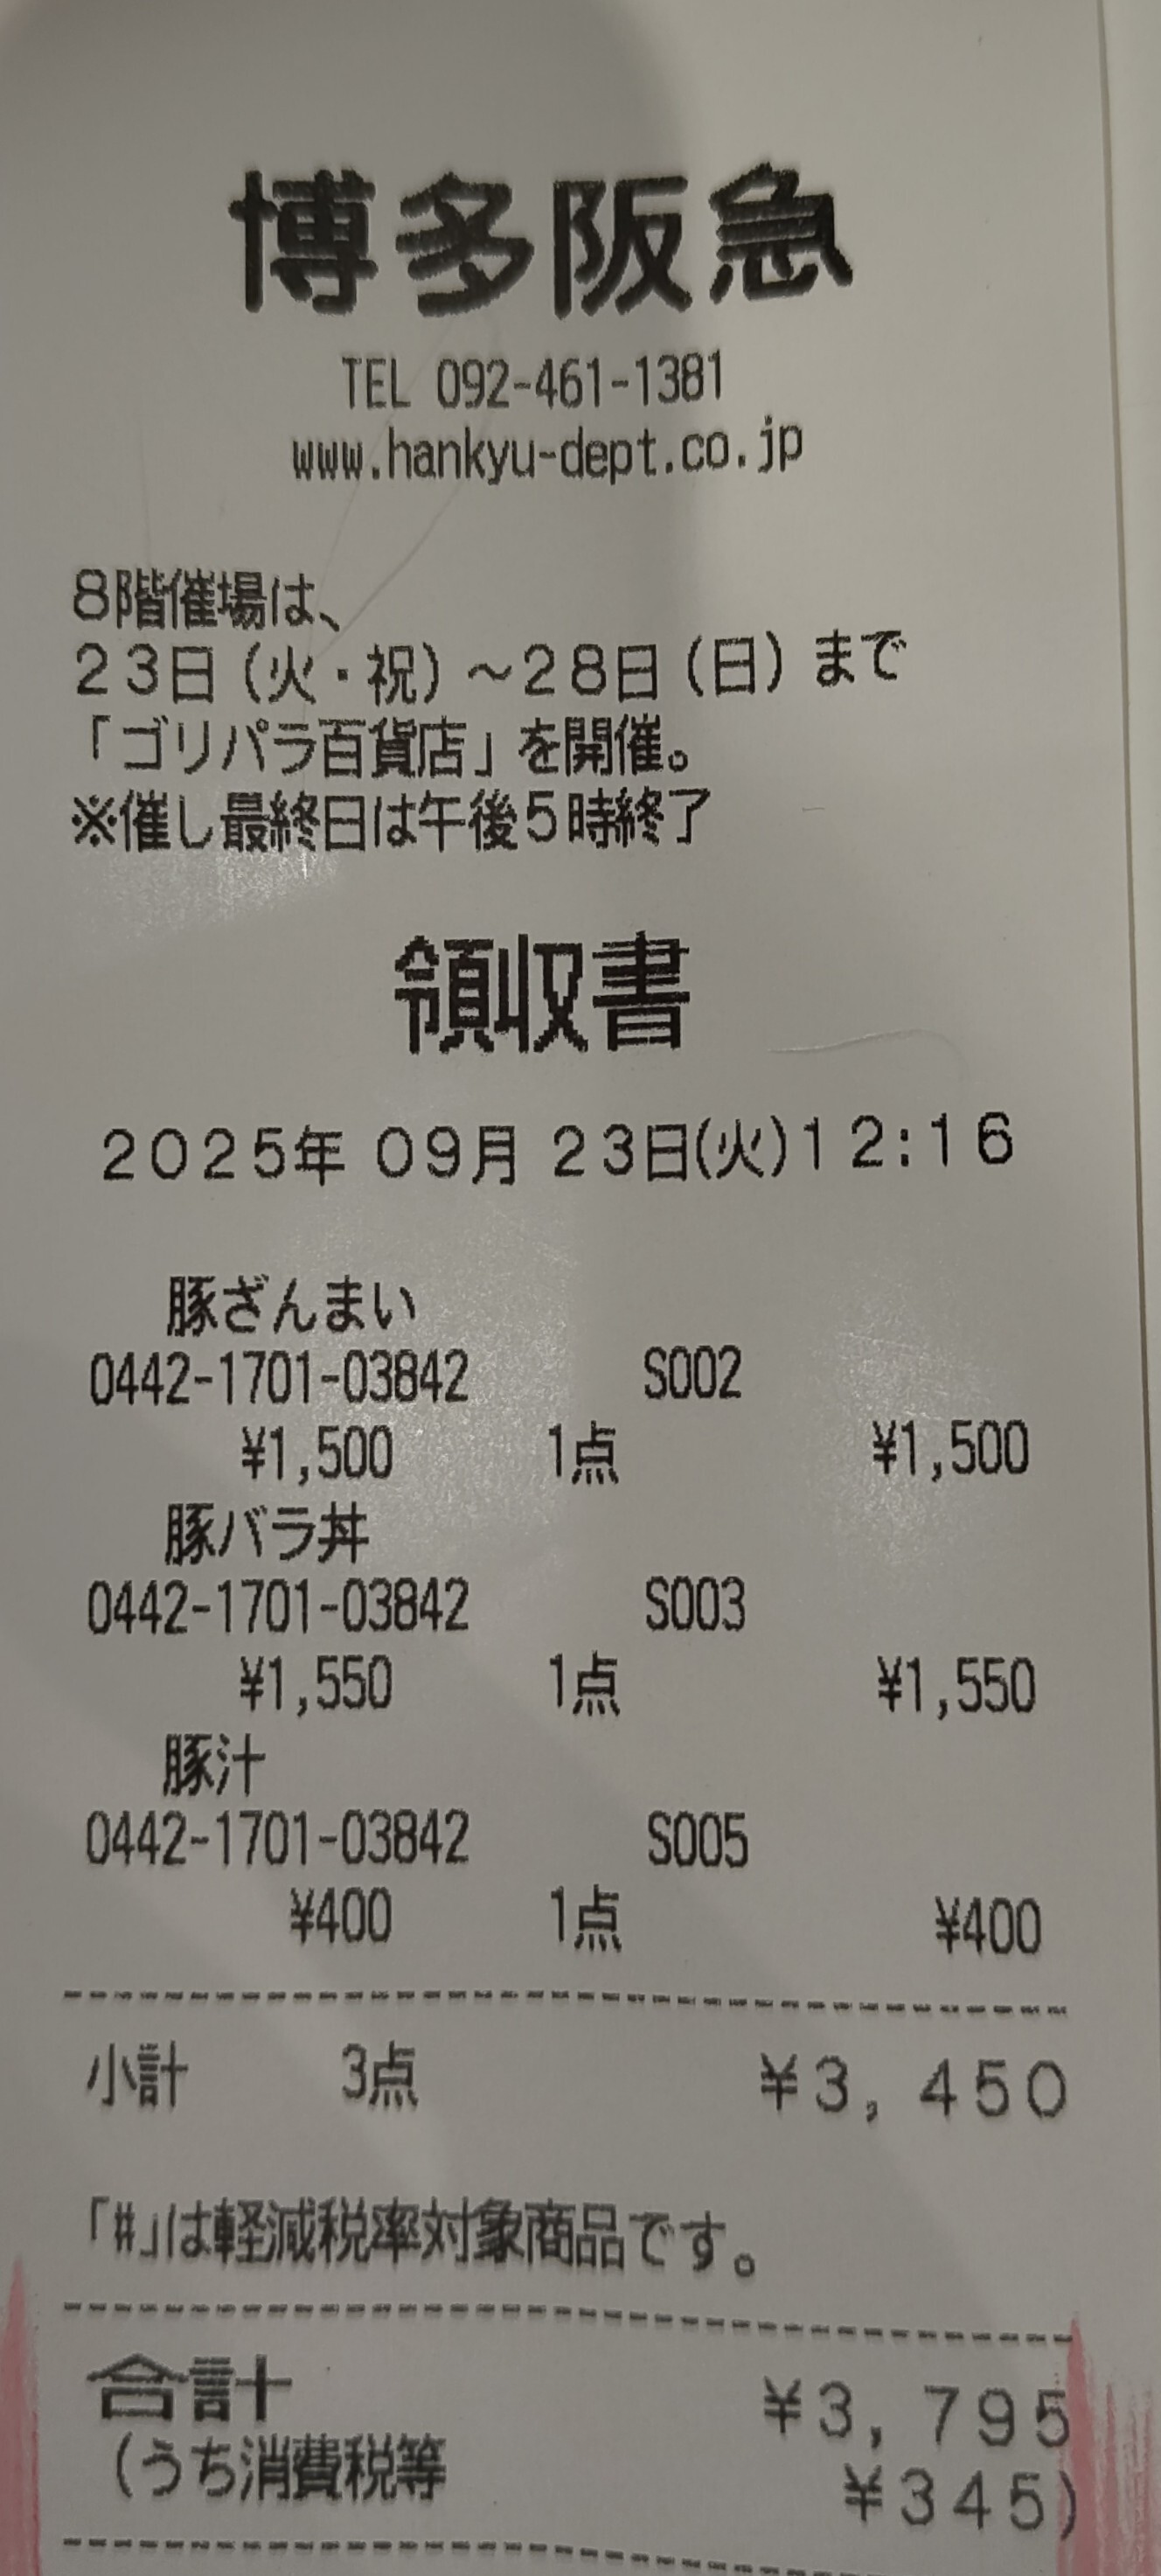 博多阪急
TEL 092-461-1381
www.hankyu-dept.co.jp
8階催場は、
23日(火・祝)~28日(日)まで
「ゴリパラ百貨店」を開催。
※催し最終日は午後5時終了
領収書
2025年 09月 23日(火)12:16
豚ざんまい
0442-1701-03842 S002
¥1,500 1点 ¥1,500
豚バラ丼
0442-1701-03842 S003
¥1,550 1点 ¥1,550
豚汁
0442-1701-03842 S005
¥400 1点 ¥400
小計 3点 ¥3,450
「#」は軽減税率対象商品です。
合計 ¥3,795
(うち消費税等 ¥345)